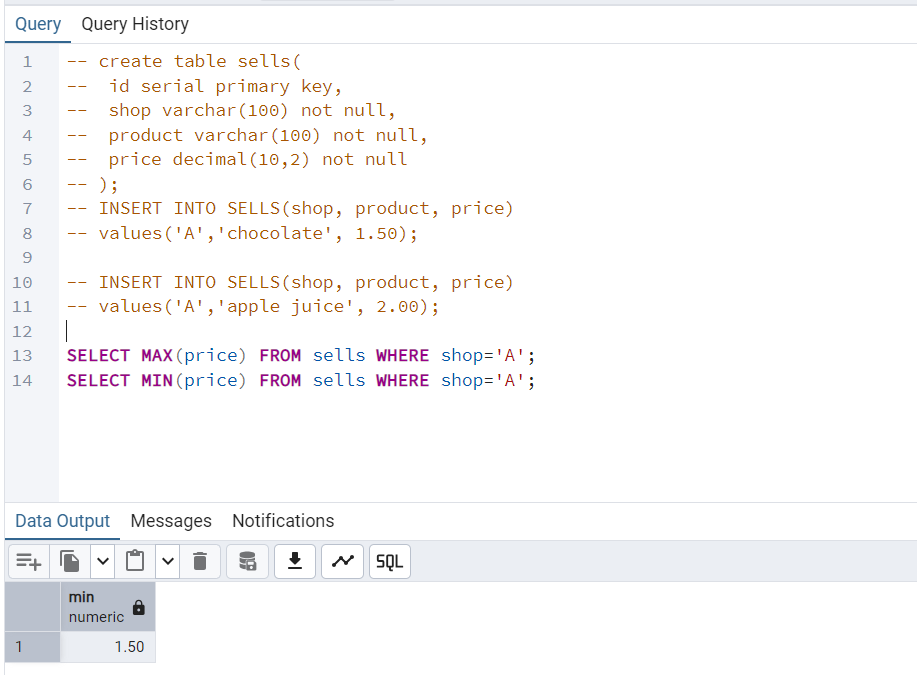 Query Query History
1 -- create table sells(
2 --  id serial primary key,
3 --  shop varchar(100) not null,
4 --  product varchar(100) not null,
5 --  price decimal(10,2) not null
6 -- );
7 -- INSERT INTO SELLS(shop, product, price)
8 -- values('A','chocolate', 1.50);
9
10 -- INSERT INTO SELLS(shop, product, price)
11 -- values('A','apple juice', 2.00);
12
13 SELECT MAX(price) FROM sells WHERE shop='A';
14 SELECT MIN(price) FROM sells WHERE shop='A';
Data Output Messages Notifications
SQL
min
numeric
1 1.50